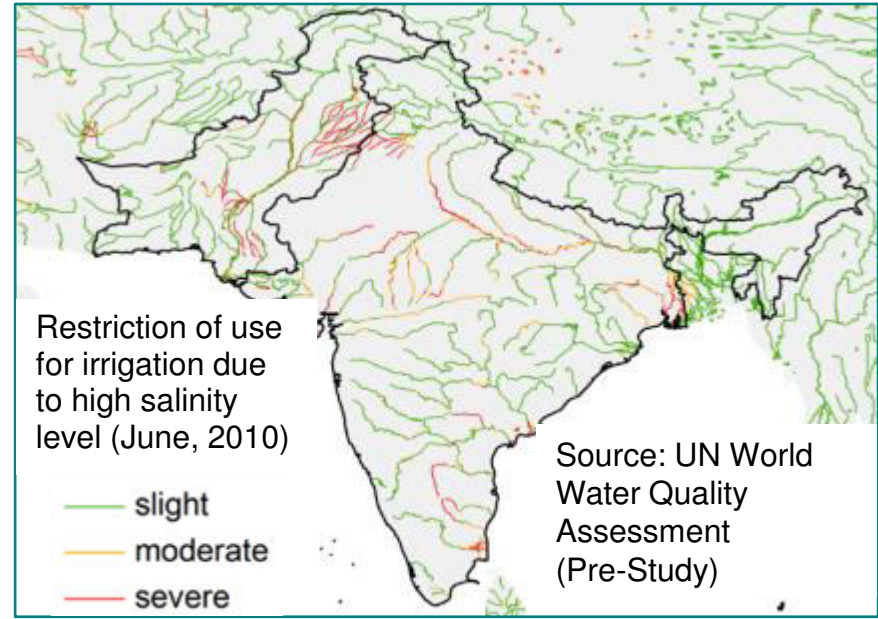 Restriction of use
for irrigation due
to high salinity
level (June, 2010)
slight
moderate
severe
Source: UN World
Water Quality
Assessment
(Pre-Study)